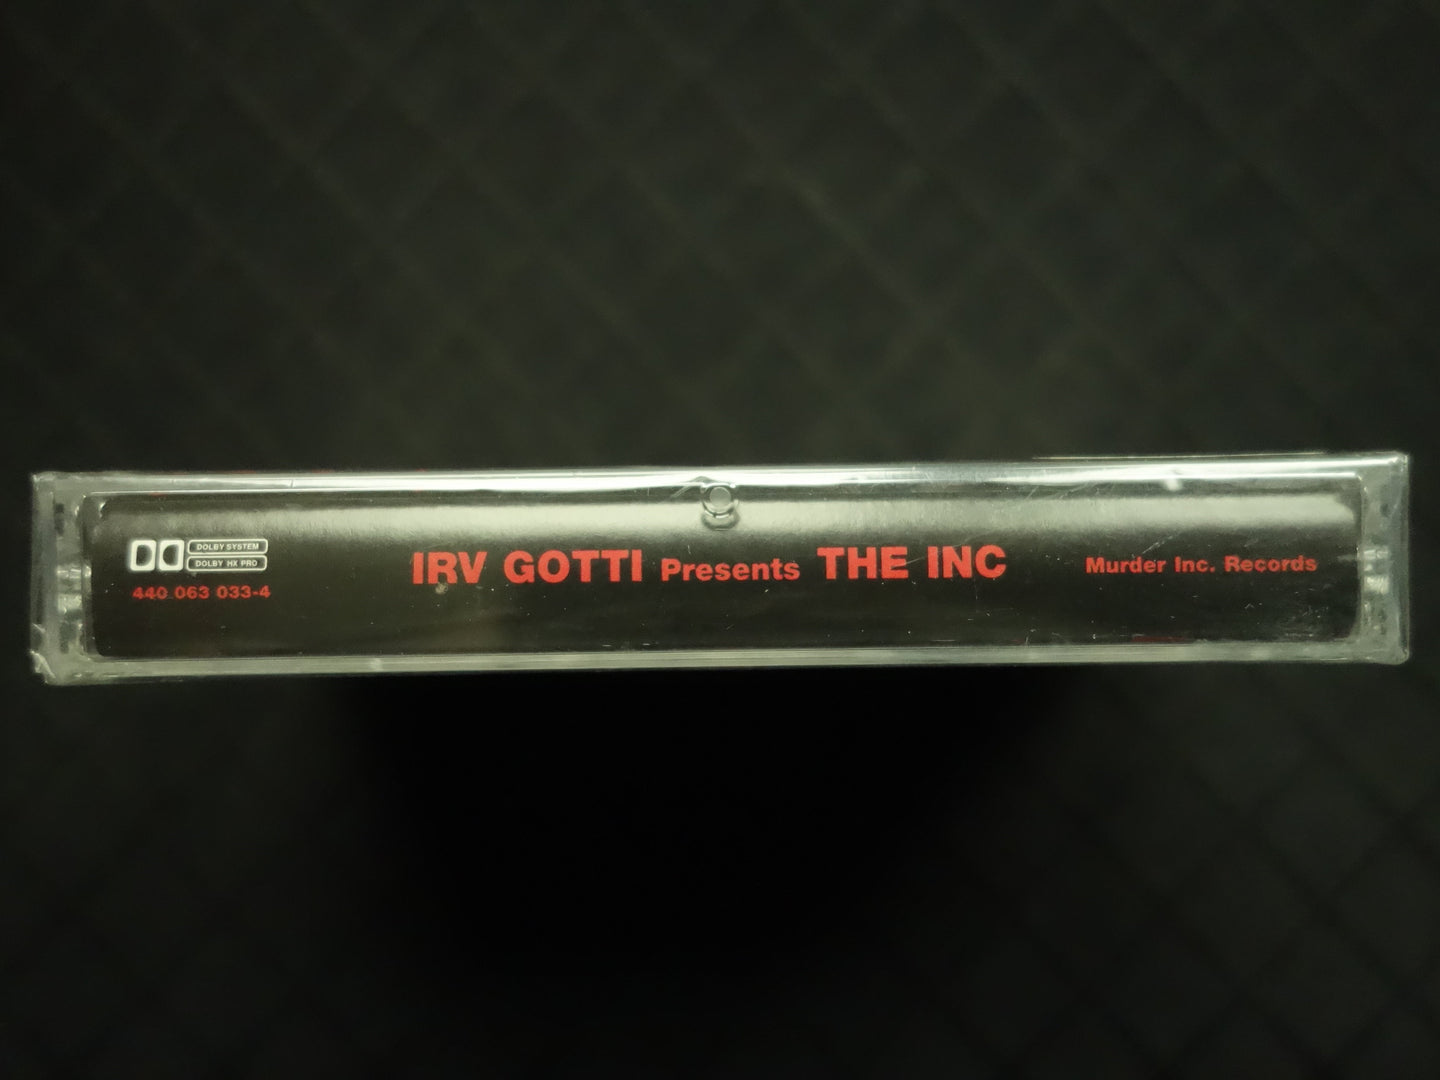 DOLBY SYSTEM
DOLBY HX PRO
440 063 033-4
IRV GOTTI Presents THE INC
Murder Inc. Records